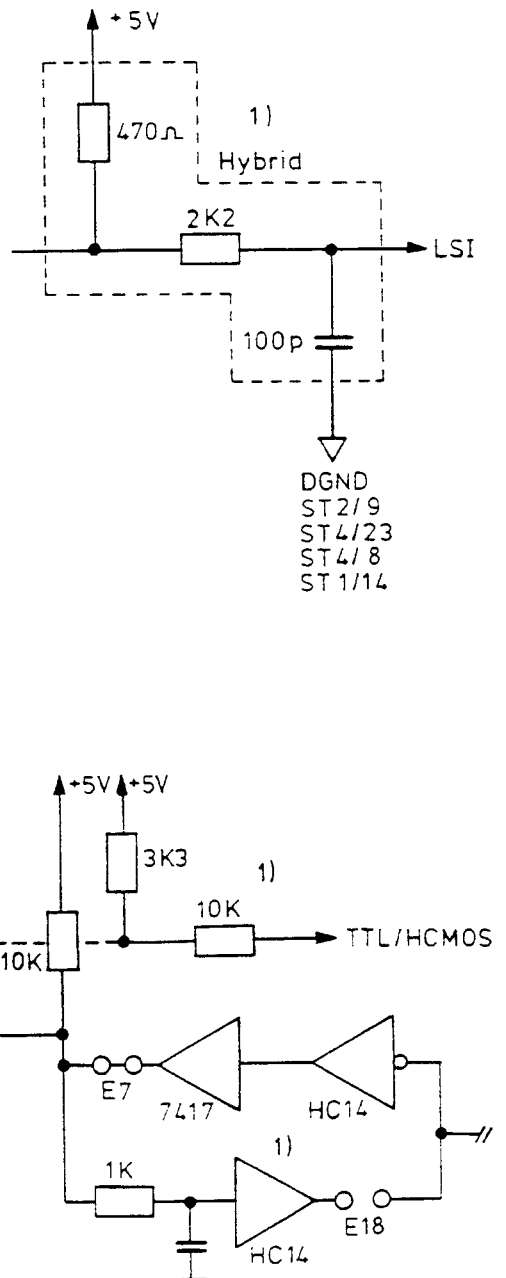 +5V
470Ω
1)
Hybrid
2K2
LSI
100p
DGND
ST2/9
ST4/23
ST4/8
ST1/14
+5V
+5V
3K3
1)
10K
TTL/HCMOS
10K
E7
7417
HC14
1)
1K
E18
HC14